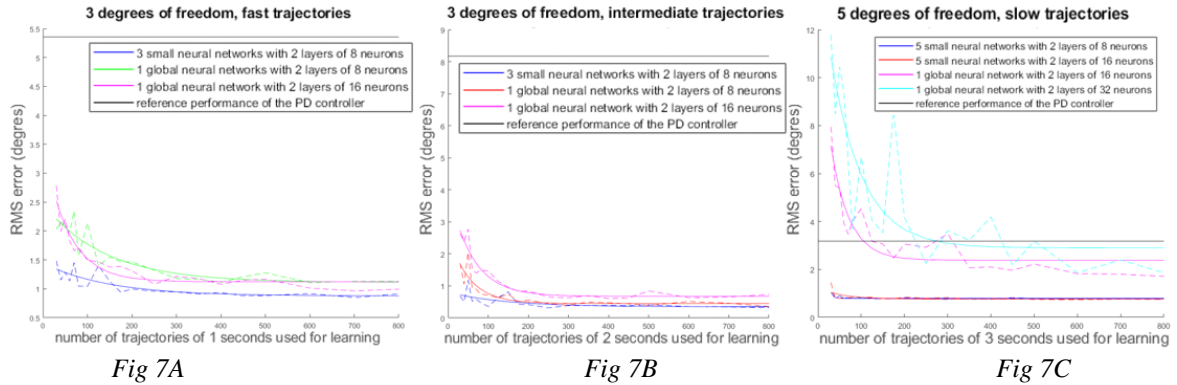 3 degrees of freedom, fast trajectories
5.5
5
4.5
4
3.5
3
2.5
2
1.5
1
0.5
RMS error (degres)
3 small neural networks with 2 layers of 8 neurons
1 global neural networks with 2 layers of 8 neurons
1 global neural network with 2 layers of 16 neurons
reference performance of the PD controller
0 100 200 300 400 500 600 700 800
number of trajectories of 1 seconds used for learning
Fig 7A
3 degrees of freedom, intermediate trajectories
9
8
7
6
5
4
3
2
1
0
RMS error (degres)
3 small neural networks with 2 layers of 8 neurons
1 global neural networks with 2 layers of 8 neurons
1 global neural network with 2 layers of 16 neurons
reference performance of the PD controller
0 100 200 300 400 500 600 700 800
number of trajectories of 2 seconds used for learning
Fig 7B
5 degrees of freedom, slow trajectories
12
10
8
6
4
2
0
RMS error (degrees)
5 small neural networks with 2 layers of 8 neurons
5 small neural networks with 2 layers of 16 neurons
1 global neural network with 2 layers of 16 neurons
1 global neural network with 2 layers of 32 neurons
reference performance of the PD controller
0 100 200 300 400 500 600 700 800
number of trajectories of 3 seconds used for learning
Fig 7C